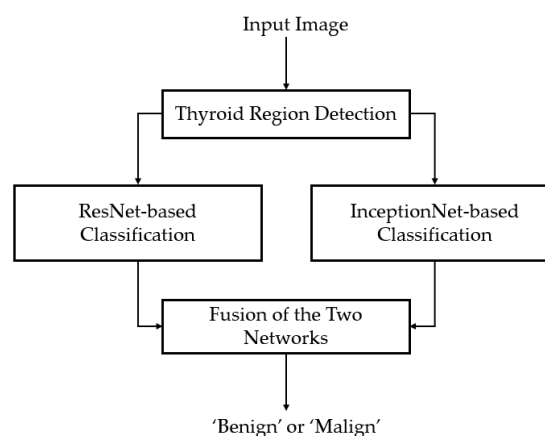 Input Image
Thyroid Region Detection
ResNet-based
Classification
InceptionNet-based
Classification
Fusion of the Two
Networks
‘Benign’ or ‘Malign’